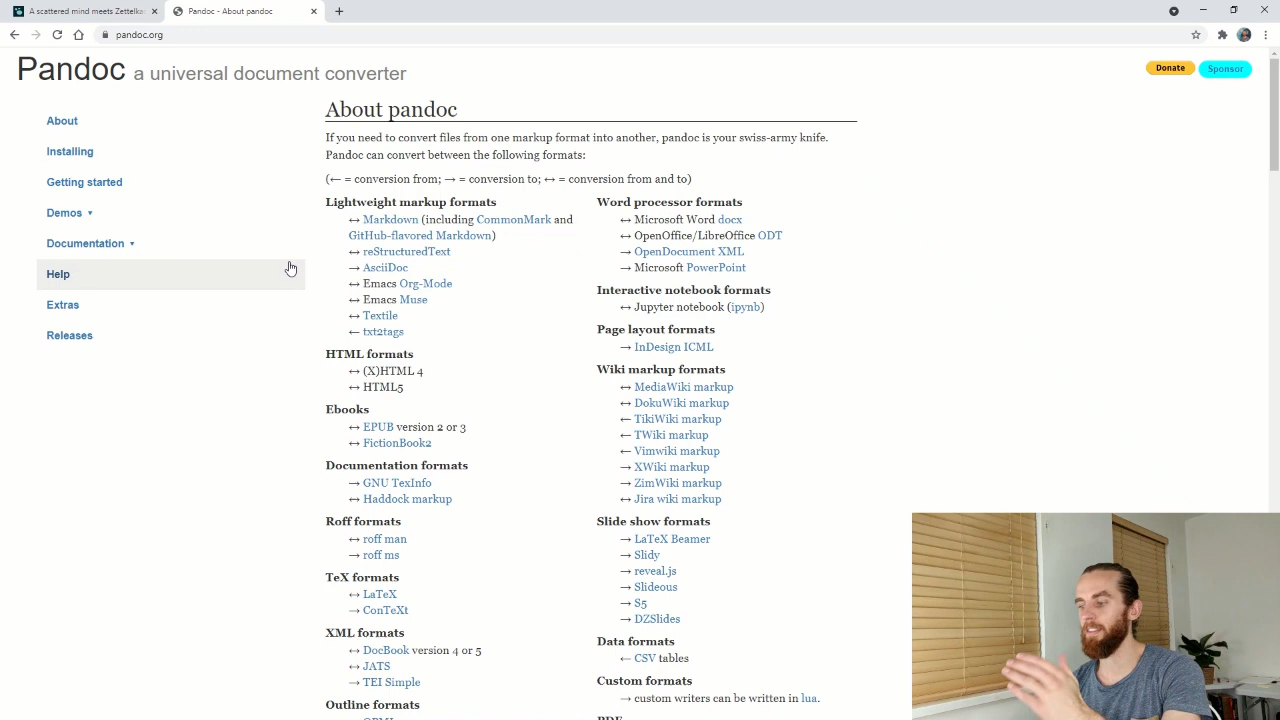 A scattered mind meets Zettelka
Pandoc - About pandoc
pandoc.org
Pandoc a universal document converter
Donate
Sponsor
About
Installing
Getting started
Demos
Documentation
Help
Extras
Releases
About pandoc
If you need to convert files from one markup format into another, pandoc is your swiss-army knife.
Pandoc can convert between the following formats:
(← = conversion from; → = conversion to; ↔ = conversion from and to)
Lightweight markup formats
↔ Markdown (including CommonMark and
GitHub-flavored Markdown)
↔ reStructuredText
→ AsciiDoc
↔ Emacs Org-Mode
↔ Emacs Muse
↔ Textile
← txt2tags
HTML formats
↔ (X)HTML 4
↔ HTML5
Ebooks
↔ EPUB version 2 or 3
↔ FictionBook2
Documentation formats
→ GNU TexInfo
↔ Haddock markup
Roff formats
↔ roff man
→ roff ms
TeX formats
↔ LaTeX
→ ConTeXt
XML formats
↔ DocBook version 4 or 5
↔ JATS
→ TEI Simple
Outline formats
Word processor formats
↔ Microsoft Word docx
↔ OpenOffice/LibreOffice ODT
→ OpenDocument XML
→ Microsoft PowerPoint
Interactive notebook formats
↔ Jupyter notebook (ipynb)
Page layout formats
→ InDesign ICML
Wiki markup formats
↔ MediaWiki markup
↔ DokuWiki markup
← TikiWiki markup
← TWiki markup
← Vimwiki markup
→ XWiki markup
→ ZimWiki markup
↔ Jira wiki markup
Slide show formats
→ LaTeX Beamer
→ Slidy
→ reveal.js
→ Slideous
→ S5
→ DZSlides
Data formats
← CSV tables
Custom formats
→ custom writers can be written in lua.
PDF